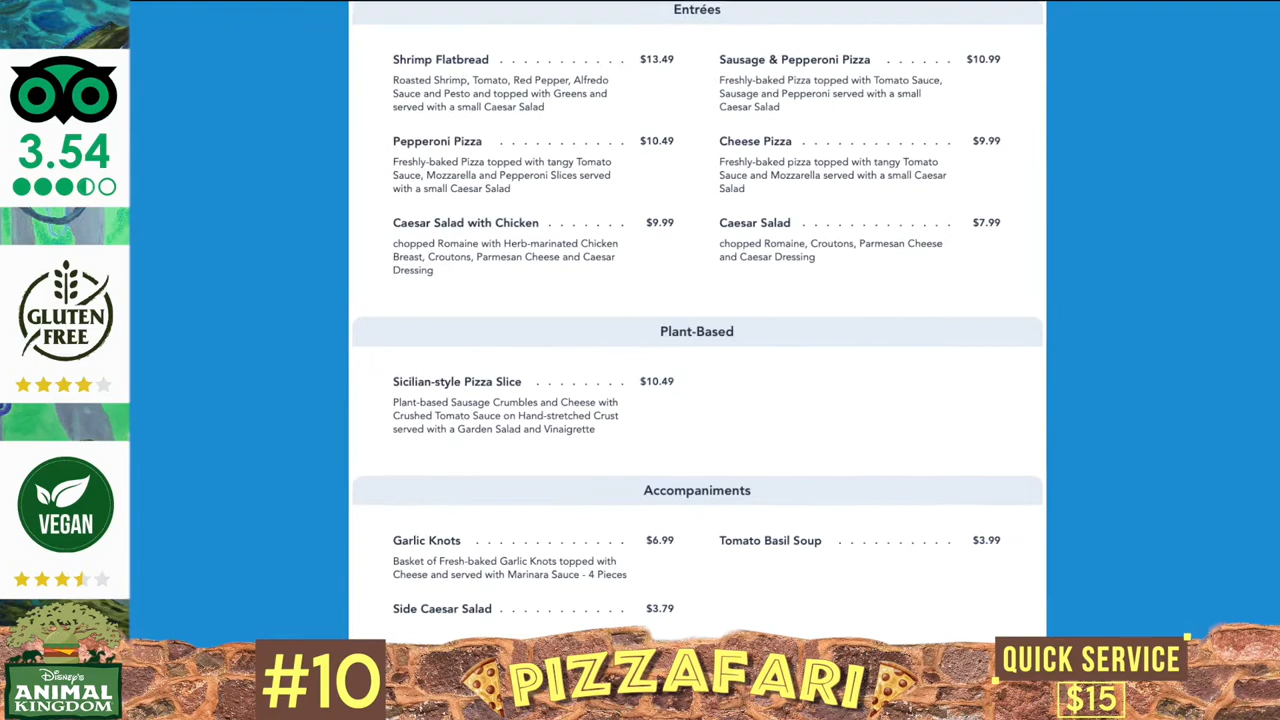 Entrées
Shrimp Flatbread . . . . . . . . . . . $13.49
Roasted Shrimp, Tomato, Red Pepper, Alfredo
Sauce and Pesto and topped with Greens and
served with a small Caesar Salad
Sausage & Pepperoni Pizza . . . . . . $10.99
Freshly-baked Pizza topped with Tomato Sauce,
Sausage and Pepperoni served with a small
Caesar Salad
Pepperoni Pizza . . . . . . . . . . . $10.49
Freshly-baked Pizza topped with tangy Tomato
Sauce, Mozzarella and Pepperoni Slices served
with a small Caesar Salad
Cheese Pizza . . . . . . . . . . . . . $9.99
Freshly-baked pizza topped with tangy Tomato
Sauce and Mozzarella served with a small Caesar
Salad
Caesar Salad with Chicken . . . . . . . $9.99
chopped Romaine with Herb-marinated Chicken
Breast, Croutons, Parmesan Cheese and Caesar
Dressing
Caesar Salad . . . . . . . . . . . . . $7.99
chopped Romaine, Croutons, Parmesan Cheese
and Caesar Dressing
Plant-Based
Sicilian-style Pizza Slice . . . . . . . . $10.49
Plant-based Sausage Crumbles and Cheese with
Crushed Tomato Sauce on Hand-stretched Crust
served with a Garden Salad and Vinaigrette
Accompaniments
Garlic Knots . . . . . . . . . . . . . $6.99
Basket of Fresh-baked Garlic Knots topped with
Cheese and served with Marinara Sauce - 4 Pieces
Tomato Basil Soup . . . . . . . . . . $3.99
Side Caesar Salad . . . . . . . . . . . $3.79
3.54
GLUTEN
FREE
VEGAN
Disney's
ANIMAL
KINGDOM
#10
PIZZAFARI
QUICK SERVICE
$15